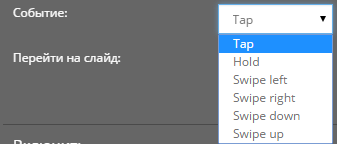 Событие:
Tap
Tap
Перейти на слайд:
Hold
Swipe left
Swipe right
Swipe down
Swipe up